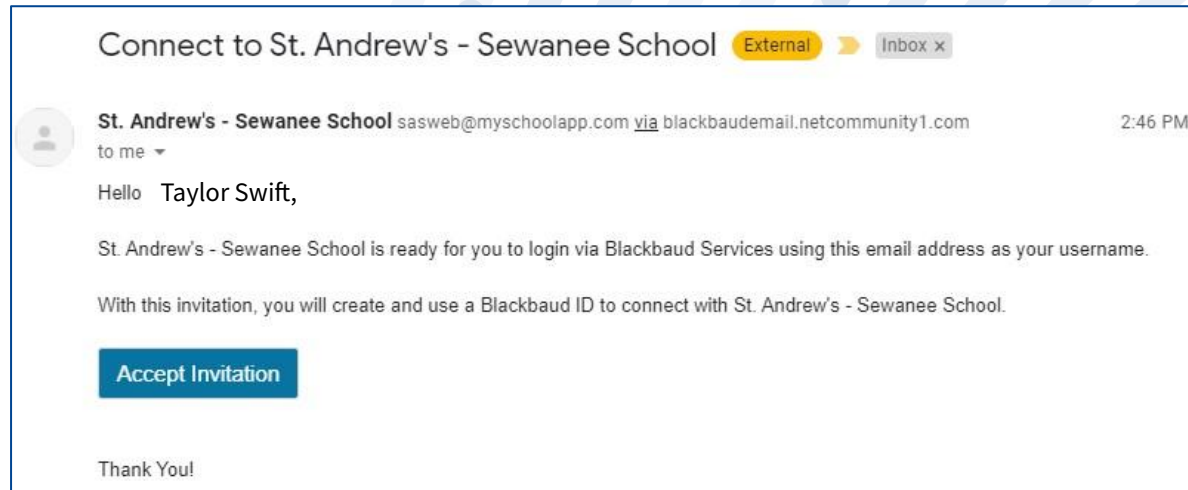 Connect to St. Andrew's - Sewanee School External Inbox x
St. Andrew's - Sewanee School sasweb@myschoolapp.com via blackbaudemail.netcommunity1.com 2:46 PM
to me
Hello Taylor Swift,
St. Andrew's - Sewanee School is ready for you to login via Blackbaud Services using this email address as your username.
With this invitation, you will create and use a Blackbaud ID to connect with St. Andrew's - Sewanee School.
Accept Invitation
Thank You!